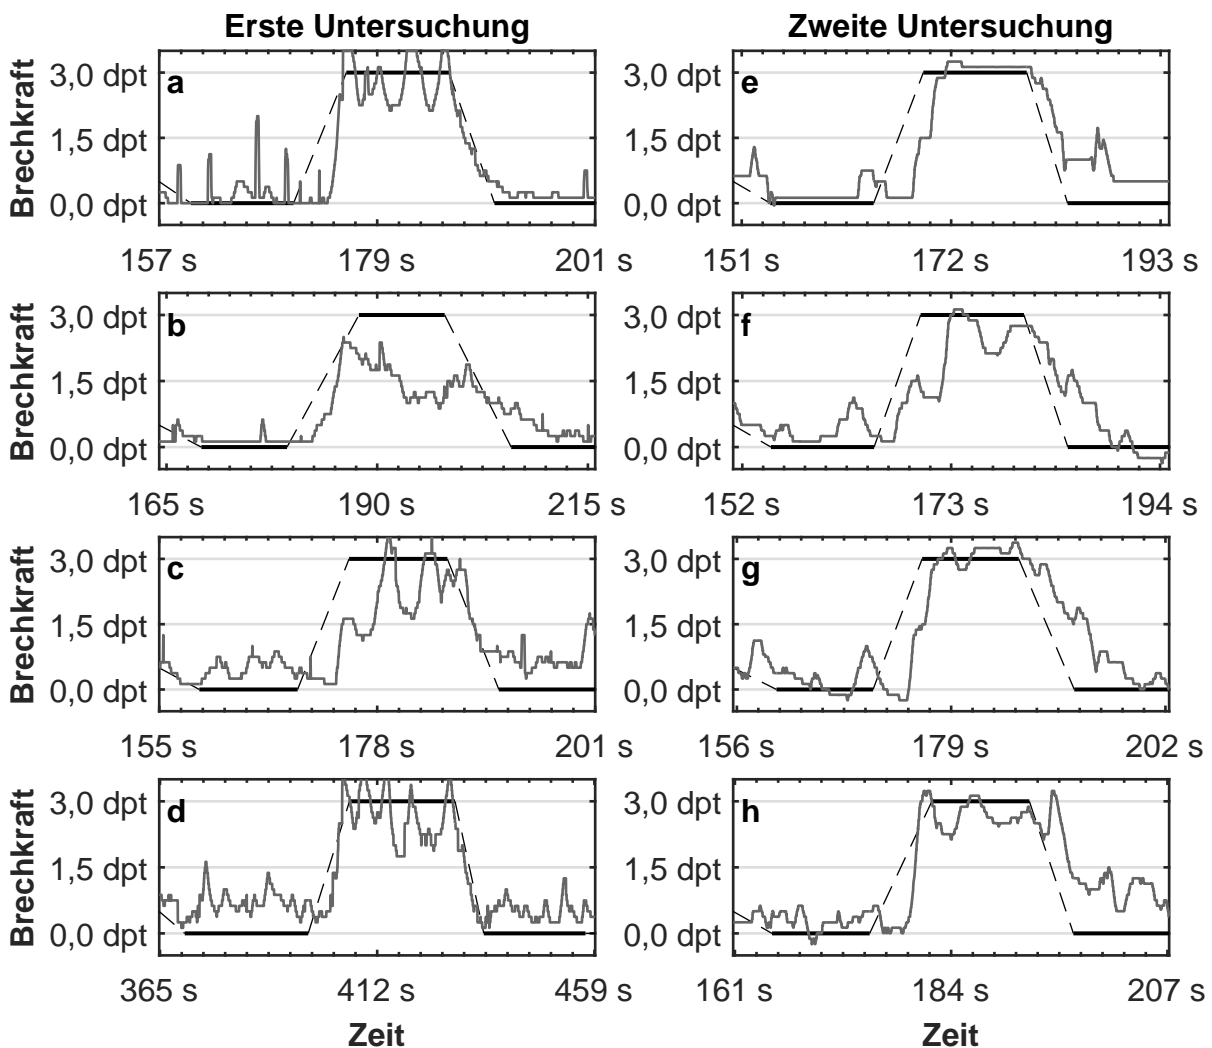 Erste Untersuchung Zweite Untersuchung
Brechkraft 3,0 dpt a 3,0 dpt e
1,5 dpt 1,5 dpt
0,0 dpt 0,0 dpt
157 s 179 s 201 s 151 s 172 s 193 s
Brechkraft 3,0 dpt b 3,0 dpt f
1,5 dpt 1,5 dpt
0,0 dpt 0,0 dpt
165 s 190 s 215 s 152 s 173 s 194 s
Brechkraft 3,0 dpt c 3,0 dpt g
1,5 dpt 1,5 dpt
0,0 dpt 0,0 dpt
155 s 178 s 201 s 156 s 179 s 202 s
Brechkraft 3,0 dpt d 3,0 dpt h
1,5 dpt 1,5 dpt
0,0 dpt 0,0 dpt
365 s 412 s 459 s 161 s 184 s 207 s
Zeit Zeit